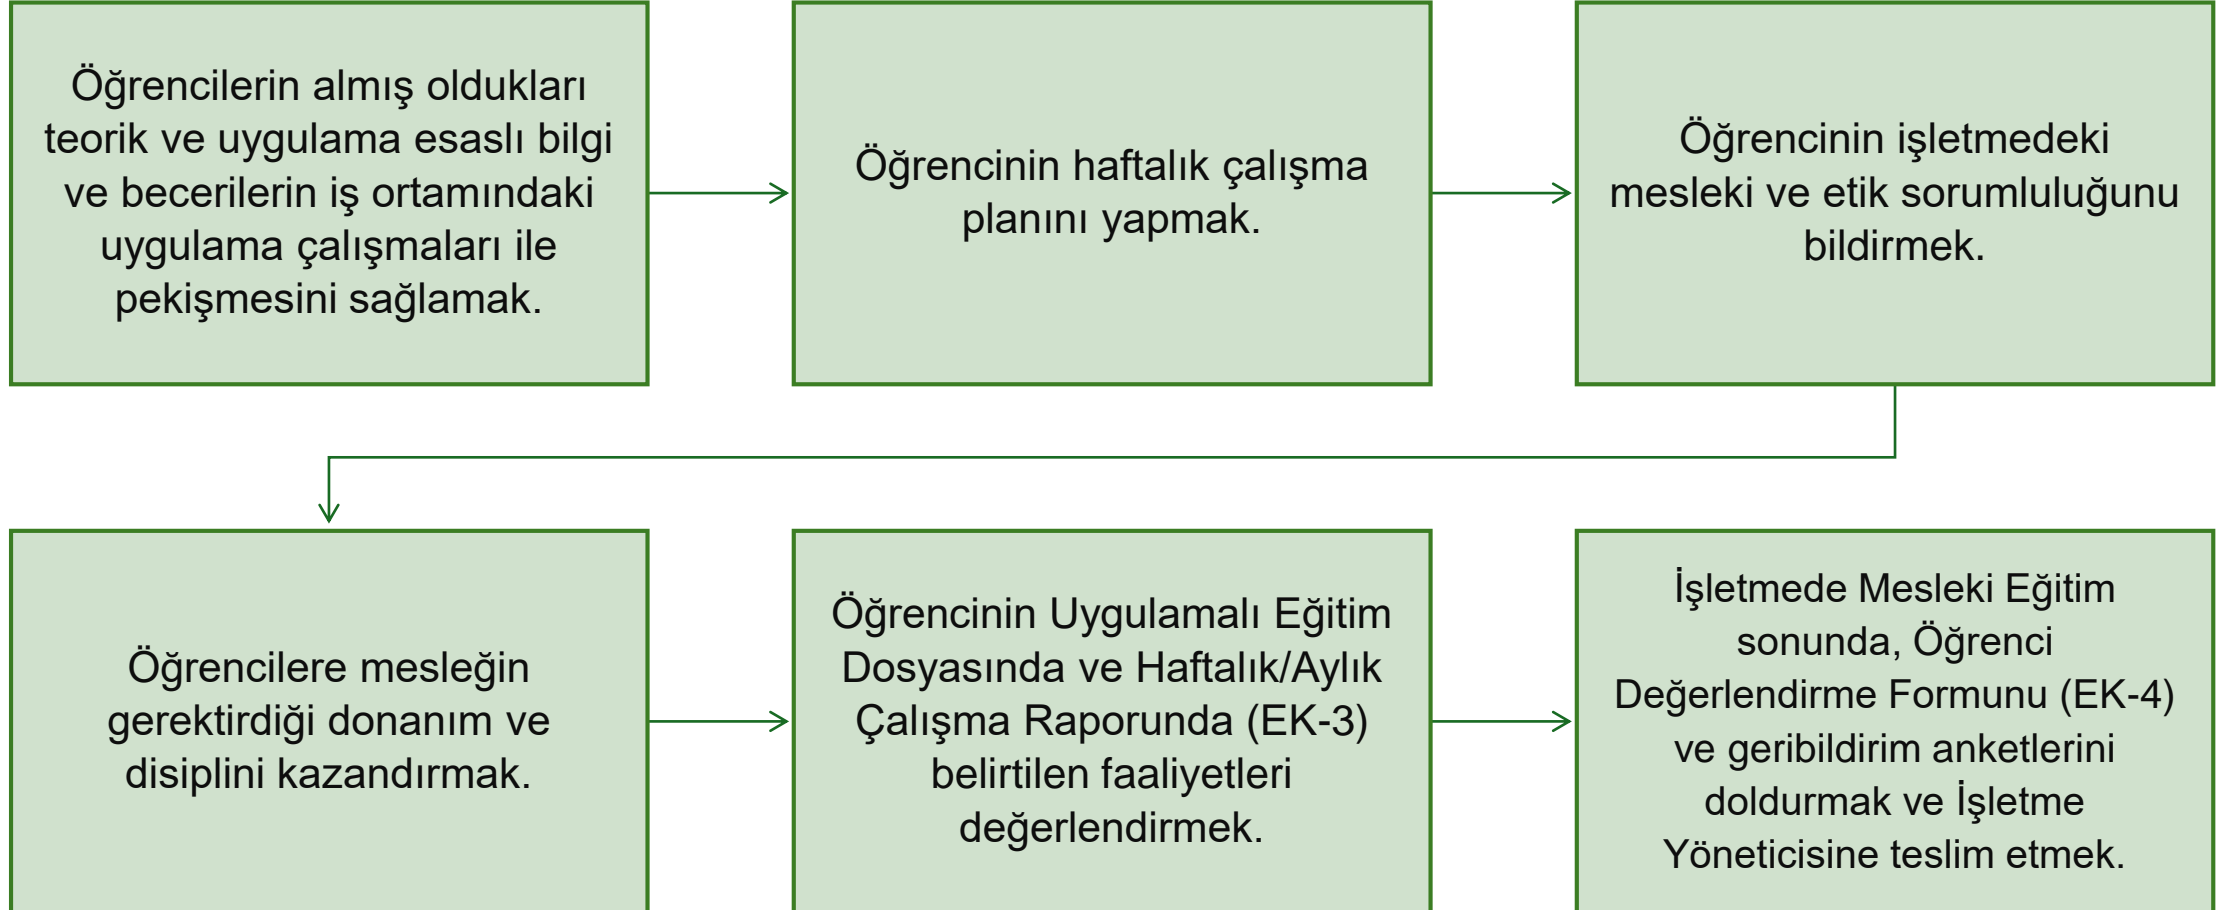 Öğrencilerin almış oldukları
teorik ve uygulama esaslı bilgi
ve becerilerin iş ortamındaki
uygulama çalışmaları ile
pekişmesini sağlamak.
Öğrencinin haftalık çalışma
planını yapmak.
Öğrencinin işletmedeki
mesleki ve etik sorumluluğunu
bildirmek.
Öğrencilere mesleğin
gerektirdiği donanım ve
disiplini kazandırmak.
Öğrencinin Uygulamalı Eğitim
Dosyasında ve Haftalık/Aylık
Çalışma Raporunda (EK-3)
belirtilen faaliyetleri
değerlendirmek.
İşletmede Mesleki Eğitim
sonunda, Öğrenci
Değerlendirme Formunu (EK-4)
ve geribildirim anketlerini
doldurmak ve İşletme
Yöneticisine teslim etmek.